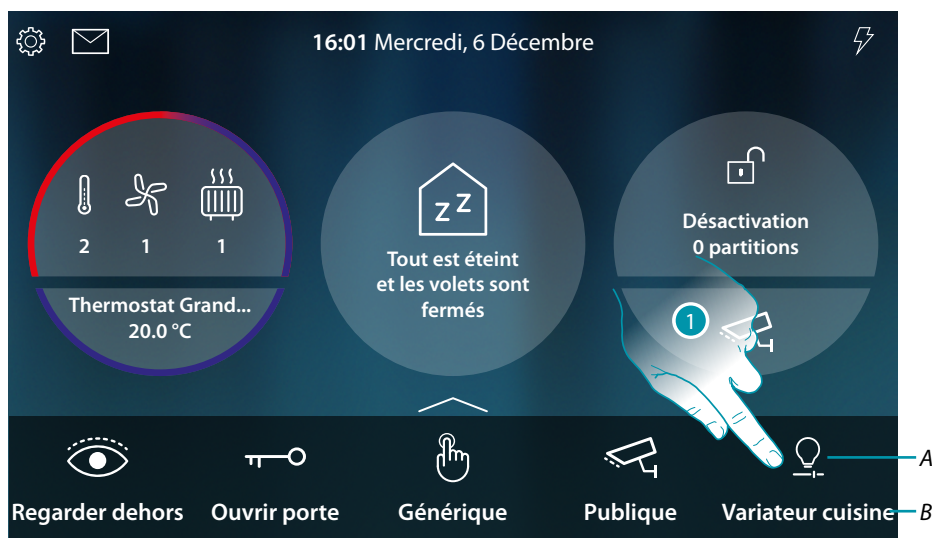 16:01 Mercredi, 6 Décembre
2 1 1
Thermostat Grand...
20.0 °C
z Z
Tout est éteint
et les volets sont
fermés
Désactivation
0 partitions
1
A
Regarder dehors
Ouvrir porte
Générique
Publique
Variateur cuisine
B